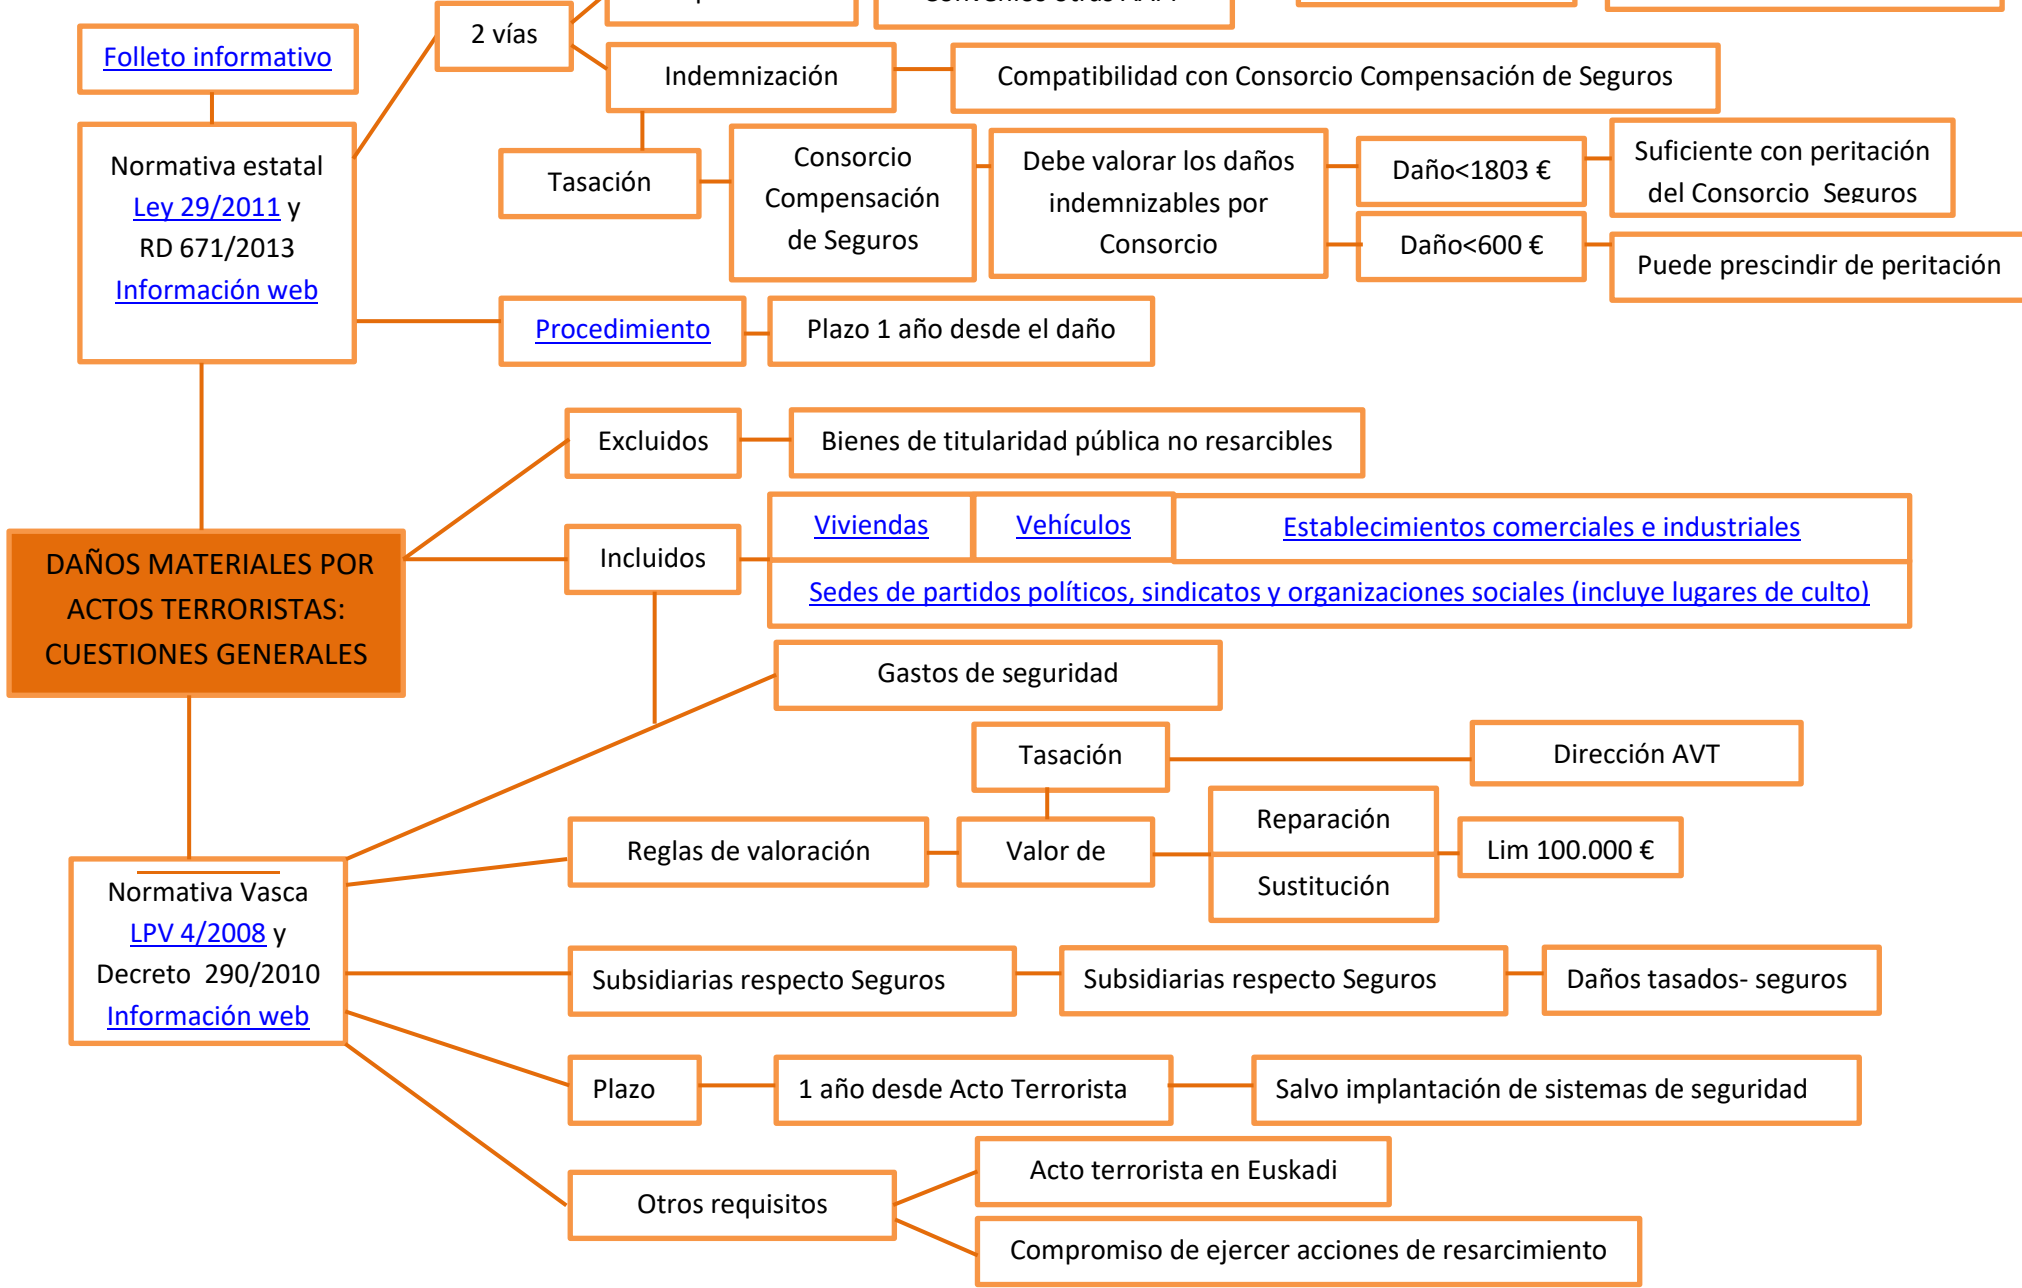 2 vías
Folleto informativo
Indemnización
Compatibilidad con Consorcio Compensación de Seguros
Normativa estatal
Ley 29/2011 y
RD 671/2013
Información web
Tasación
Consorcio
Compensación
de Seguros
Debe valorar los daños
indemnizables por
Consorcio
Daño<1803 €
Suficiente con peritación
del Consorcio Seguros
Daño<600 €
Puede prescindir de peritación
Procedimiento
Plazo 1 año desde el daño
Excluidos
Bienes de titularidad pública no resarcibles
Incluidos
Viviendas
Vehículos
Establecimientos comerciales e industriales
Sedes de partidos políticos, sindicatos y organizaciones sociales (incluye lugares de culto)
DAÑOS MATERIALES POR
ACTOS TERRORISTAS:
CUESTIONES GENERALES
Gastos de seguridad
Tasación
Dirección AVT
Reglas de valoración
Valor de
Reparación
Sustitución
Lim 100.000 €
Normativa Vasca
LPV 4/2008 y
Decreto 290/2010
Información web
Subsidiarias respecto Seguros
Subsidiarias respecto Seguros
Daños tasados- seguros
Plazo
1 año desde Acto Terrorista
Salvo implantación de sistemas de seguridad
Otros requisitos
Acto terrorista en Euskadi
Compromiso de ejercer acciones de resarcimiento